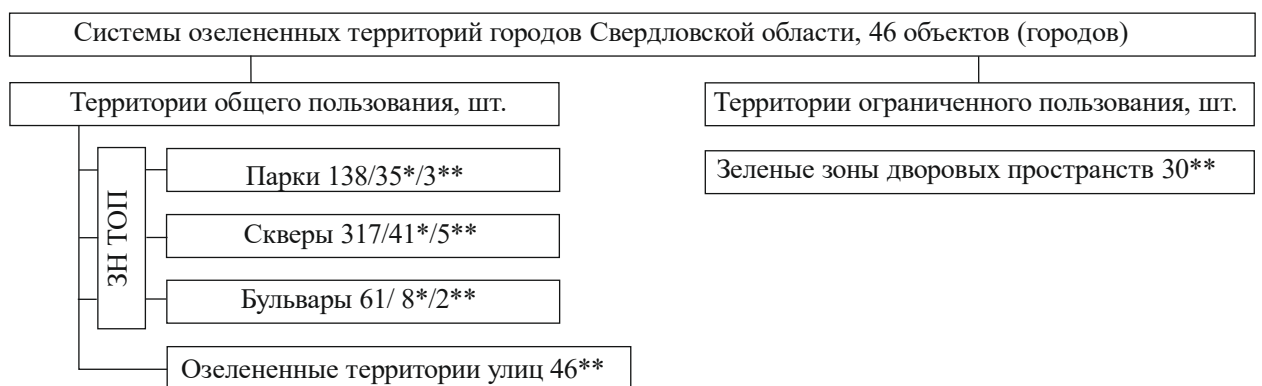 Системы озелененных территорий городов Свердловской области, 46 объектов (городов)
Территории общего пользования, шт.
Территории ограниченного пользования, шт.
ЗН ТОП
Парки 138/35*/3**
Зеленые зоны дворовых пространств 30**
Скверы 317/41*/5**
Бульвары 61/ 8*/2**
Озелененные территории улиц 46**